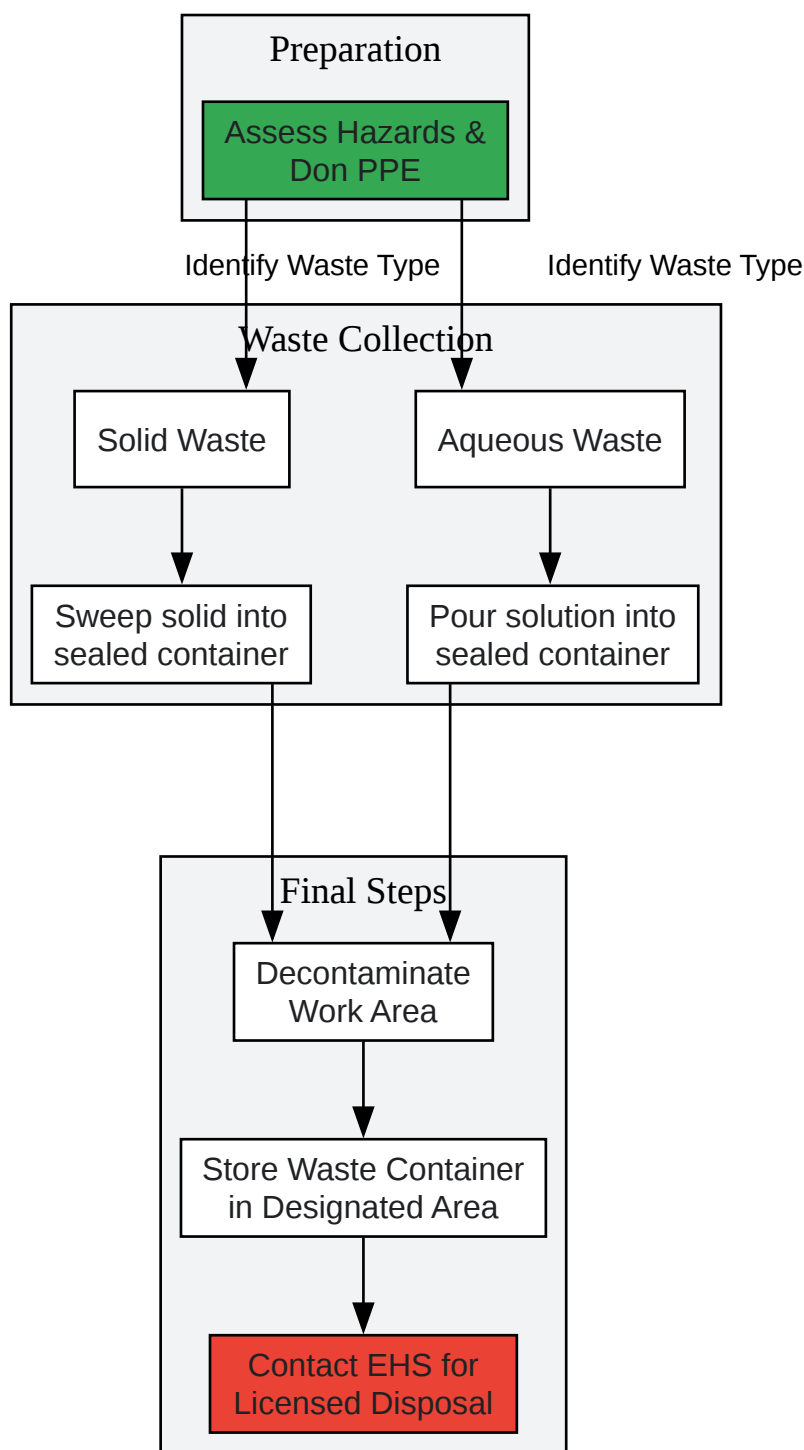 Preparation
Assess Hazards &
Don PPE
Identify Waste Type
Identify Waste Type
Waste Collection
Solid Waste
Aqueous Waste
Sweep solid into
sealed container
Pour solution into
sealed container
Final Steps
Decontaminate
Work Area
Store Waste Container
in Designated Area
Contact EHS for
Licensed Disposal